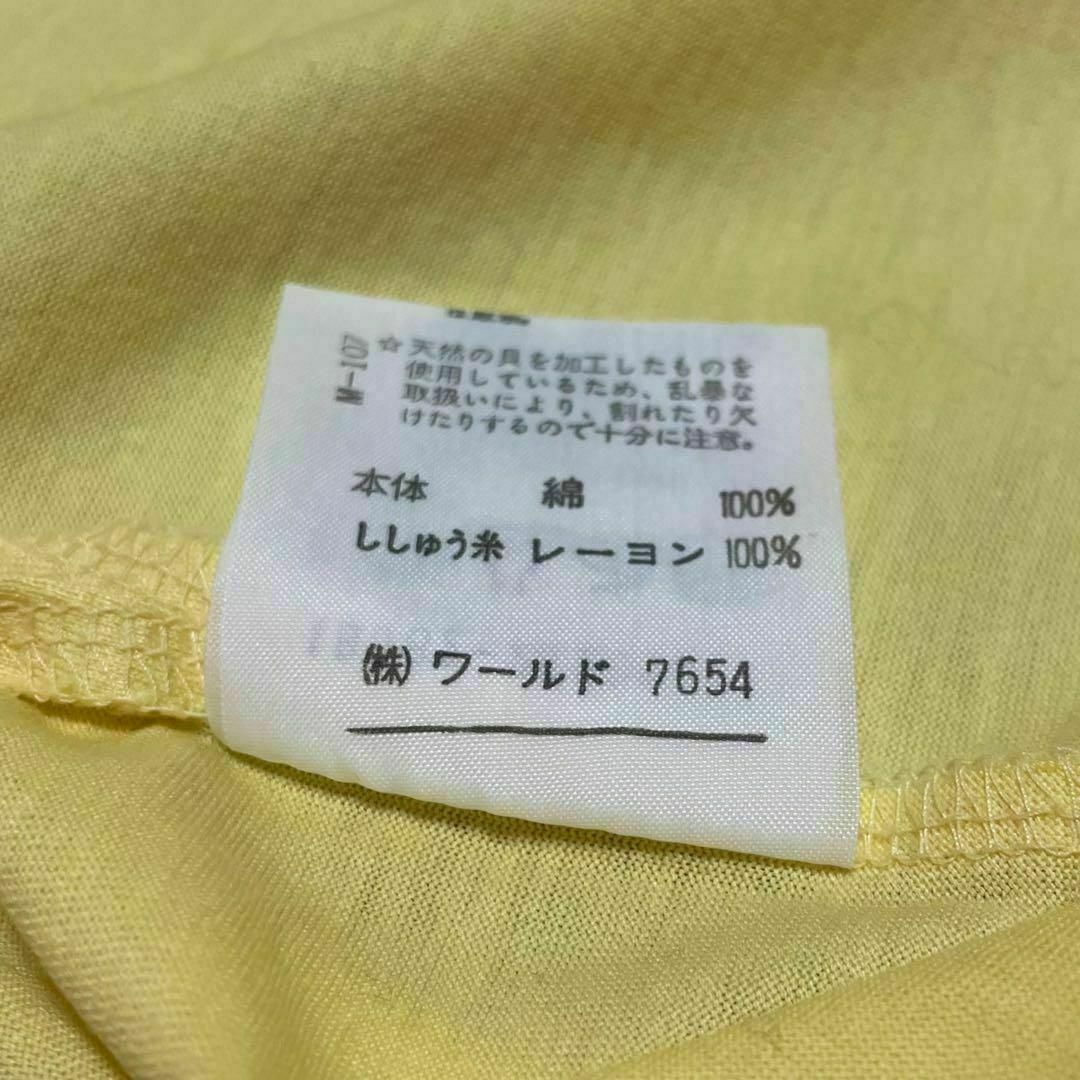 W-107
☆天然の貝を加工したものを
使用しているため、乱暴な
取扱いにより、割れたり欠
けたりするので十分に注意。
本体 綿 100%
ししゅう糸 レーヨン 100%
㈱ワールド 7654